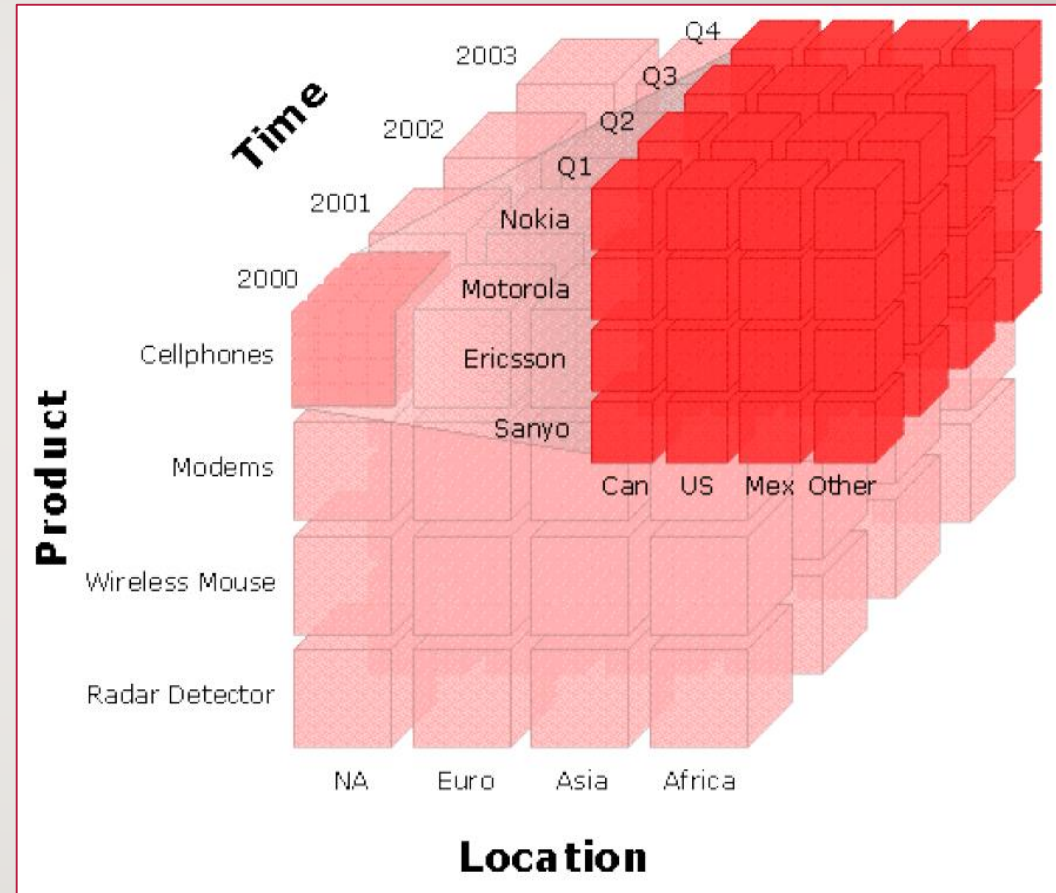 Time
2003
2002
2001
2000
Q4
Q3
Q2
Q1
Nokia
Motorola
Ericsson
Sanyo
Can US Mex Other
Product
Cellphones
Modems
Wireless Mouse
Radar Detector
NA Euro Asia Africa
Location